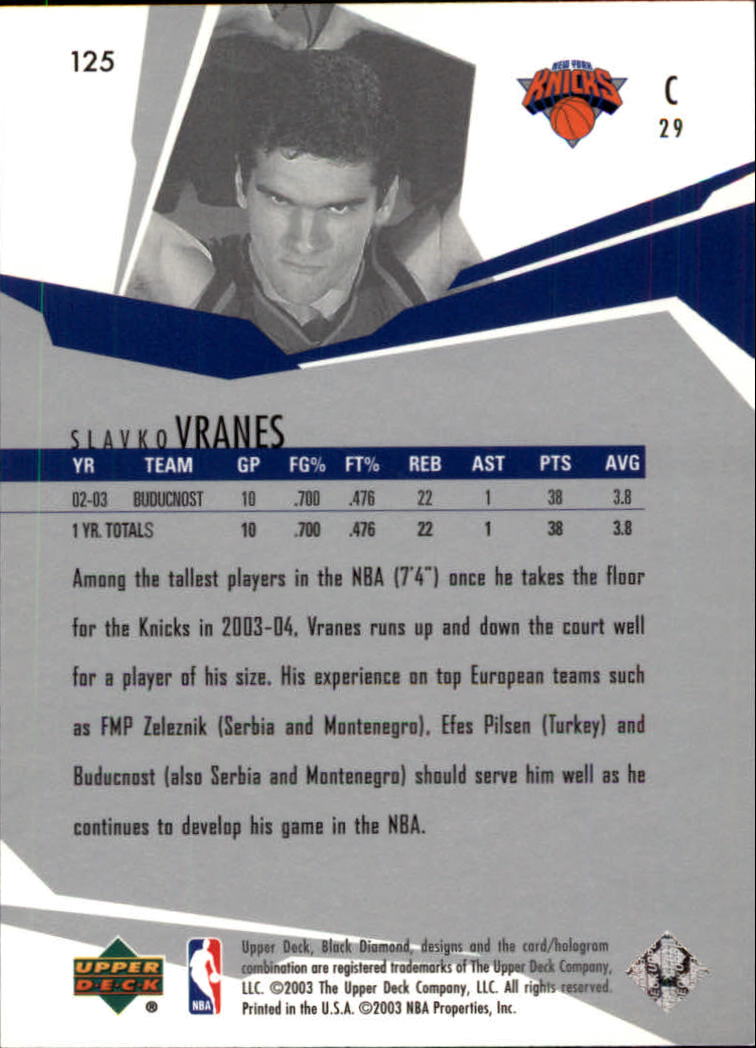 125
NEW YORK
KNICKS
C
29
SLAVKO VRANES
YR TEAM GP FG% FT% REB AST PTS AVG
02-03 BUDUCNOST 10 .700 .476 22 1 38 3.8
1 YR. TOTALS 10 .700 .476 22 1 38 3.8
Among the tallest players in the NBA (7'4") once he takes the floor
for the Knicks in 2003-04, Vranes runs up and down the court well
for a player of his size. His experience on top European teams such
as FMP Zeleznik (Serbia and Montenegro), Efes Pilsen (Turkey) and
Buducnost (also Serbia and Montenegro) should serve him well as he
continues to develop his game in the NBA.
UPPER
D·E·C·K
®
NBA
Upper Deck, Black Diamond, designs and the card/hologram
combination are registered trademarks of The Upper Deck Company,
LLC. ©2003 The Upper Deck Company, LLC. All rights reserved.
Printed in the U.S.A. ©2003 NBA Properties, Inc.